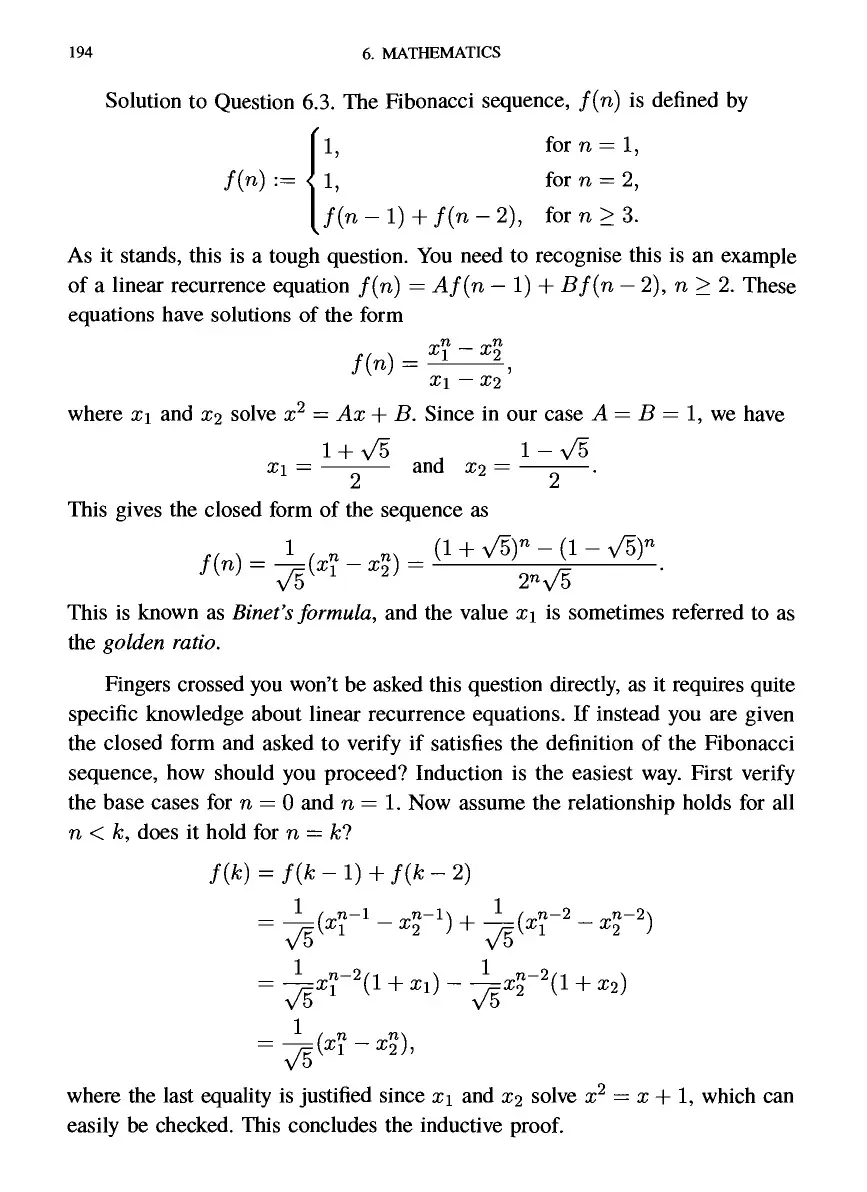 194 6. MATHEMATICS
Solution to Question 6.3. The Fibonacci sequence, f(n) is defined by
f(n) := { 1, for n = 1,
1, for n = 2,
f(n − 1) + f(n − 2), for n ≥ 3.
As it stands, this is a tough question. You need to recognise this is an example
of a linear recurrence equation f(n) = Af(n − 1) + Bf(n − 2), n ≥ 2. These
equations have solutions of the form
f(n) = (x₁ⁿ − x₂ⁿ)/(x₁ − x₂),
where x₁ and x₂ solve x² = Ax + B. Since in our case A = B = 1, we have
x₁ = (1 + √5)/2 and x₂ = (1 − √5)/2.
This gives the closed form of the sequence as
f(n) = 1/√5 (x₁ⁿ − x₂ⁿ) = ((1 + √5)ⁿ − (1 − √5)ⁿ)/(2ⁿ√5).
This is known as Binet's formula, and the value x₁ is sometimes referred to as
the golden ratio.
Fingers crossed you won't be asked this question directly, as it requires quite
specific knowledge about linear recurrence equations. If instead you are given
the closed form and asked to verify if satisfies the definition of the Fibonacci
sequence, how should you proceed? Induction is the easiest way. First verify
the base cases for n = 0 and n = 1. Now assume the relationship holds for all
n < k, does it hold for n = k?
f(k) = f(k − 1) + f(k − 2)
= 1/√5 (x₁ⁿ⁻¹ − x₂ⁿ⁻¹) + 1/√5 (x₁ⁿ⁻² − x₂ⁿ⁻²)
= 1/√5 x₁ⁿ⁻²(1 + x₁) − 1/√5 x₂ⁿ⁻²(1 + x₂)
= 1/√5 (x₁ⁿ − x₂ⁿ),
where the last equality is justified since x₁ and x₂ solve x² = x + 1, which can
easily be checked. This concludes the inductive proof.